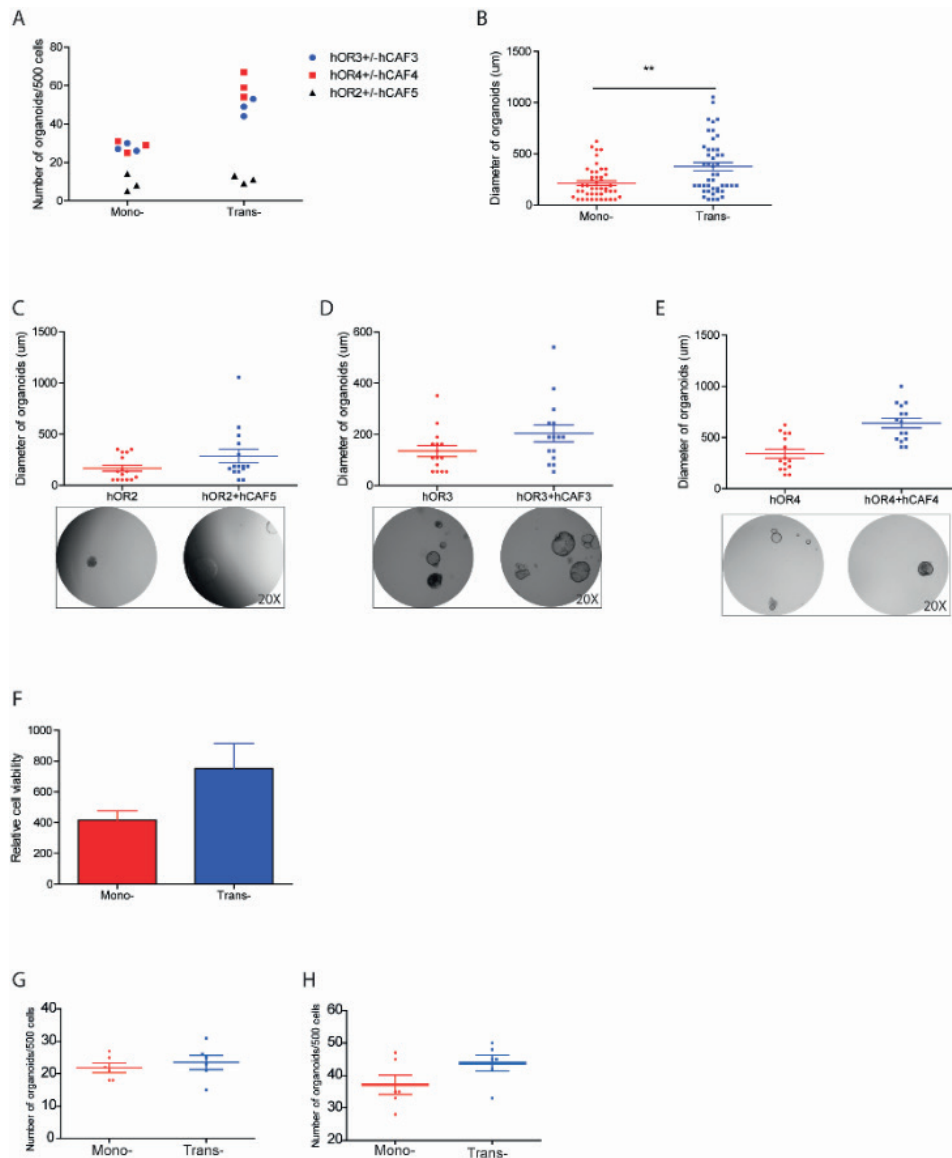 A
Number of organoids/500 cells
80
60
40
20
0
Mono-
Trans-
hOR3+/-hCAF3
hOR4+/-hCAF4
hOR2+/-hCAF5
B
Diameter of organoids (um)
1500
1000
500
0
**
Mono-
Trans-
C
Diameter of organoids (um)
1500
1000
500
0
hOR2
hOR2+hCAF5
20X
D
Diameter of organoids (um)
600
400
200
0
hOR3
hOR3+hCAF3
20X
E
Diameter of organoids (um)
1500
1000
500
0
hOR4
hOR4+hCAF4
20X
F
Relative cell viability
1000
800
600
400
200
0
Mono-
Trans-
G
Number of organoids/500 cells
40
30
20
10
0
Mono-
Trans-
H
Number of organoids/500 cells
60
50
40
30
20
Mono-
Trans-